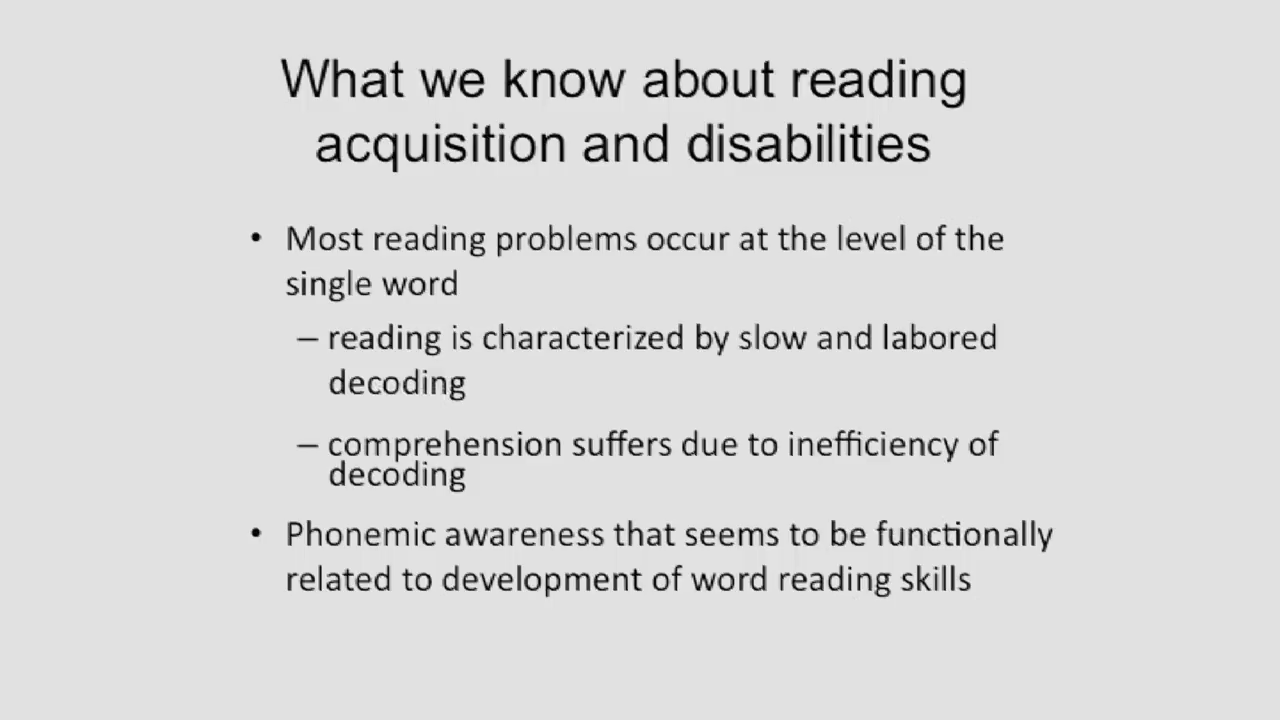 What we know about reading
acquisition and disabilities
• Most reading problems occur at the level of the
single word
– reading is characterized by slow and labored
decoding
– comprehension suffers due to inefficiency of
decoding
• Phonemic awareness that seems to be functionally
related to development of word reading skills